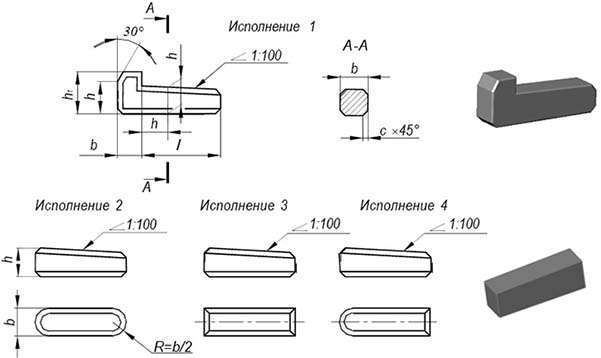 A
Исполнение 1
30°
h
∠ 1:100
A-A
b
h₁
h
h
b
l
c ×45°
A
Исполнение 2
Исполнение 3
Исполнение 4
∠ 1:100
∠ 1:100
∠ 1:100
h
b
R=b/2